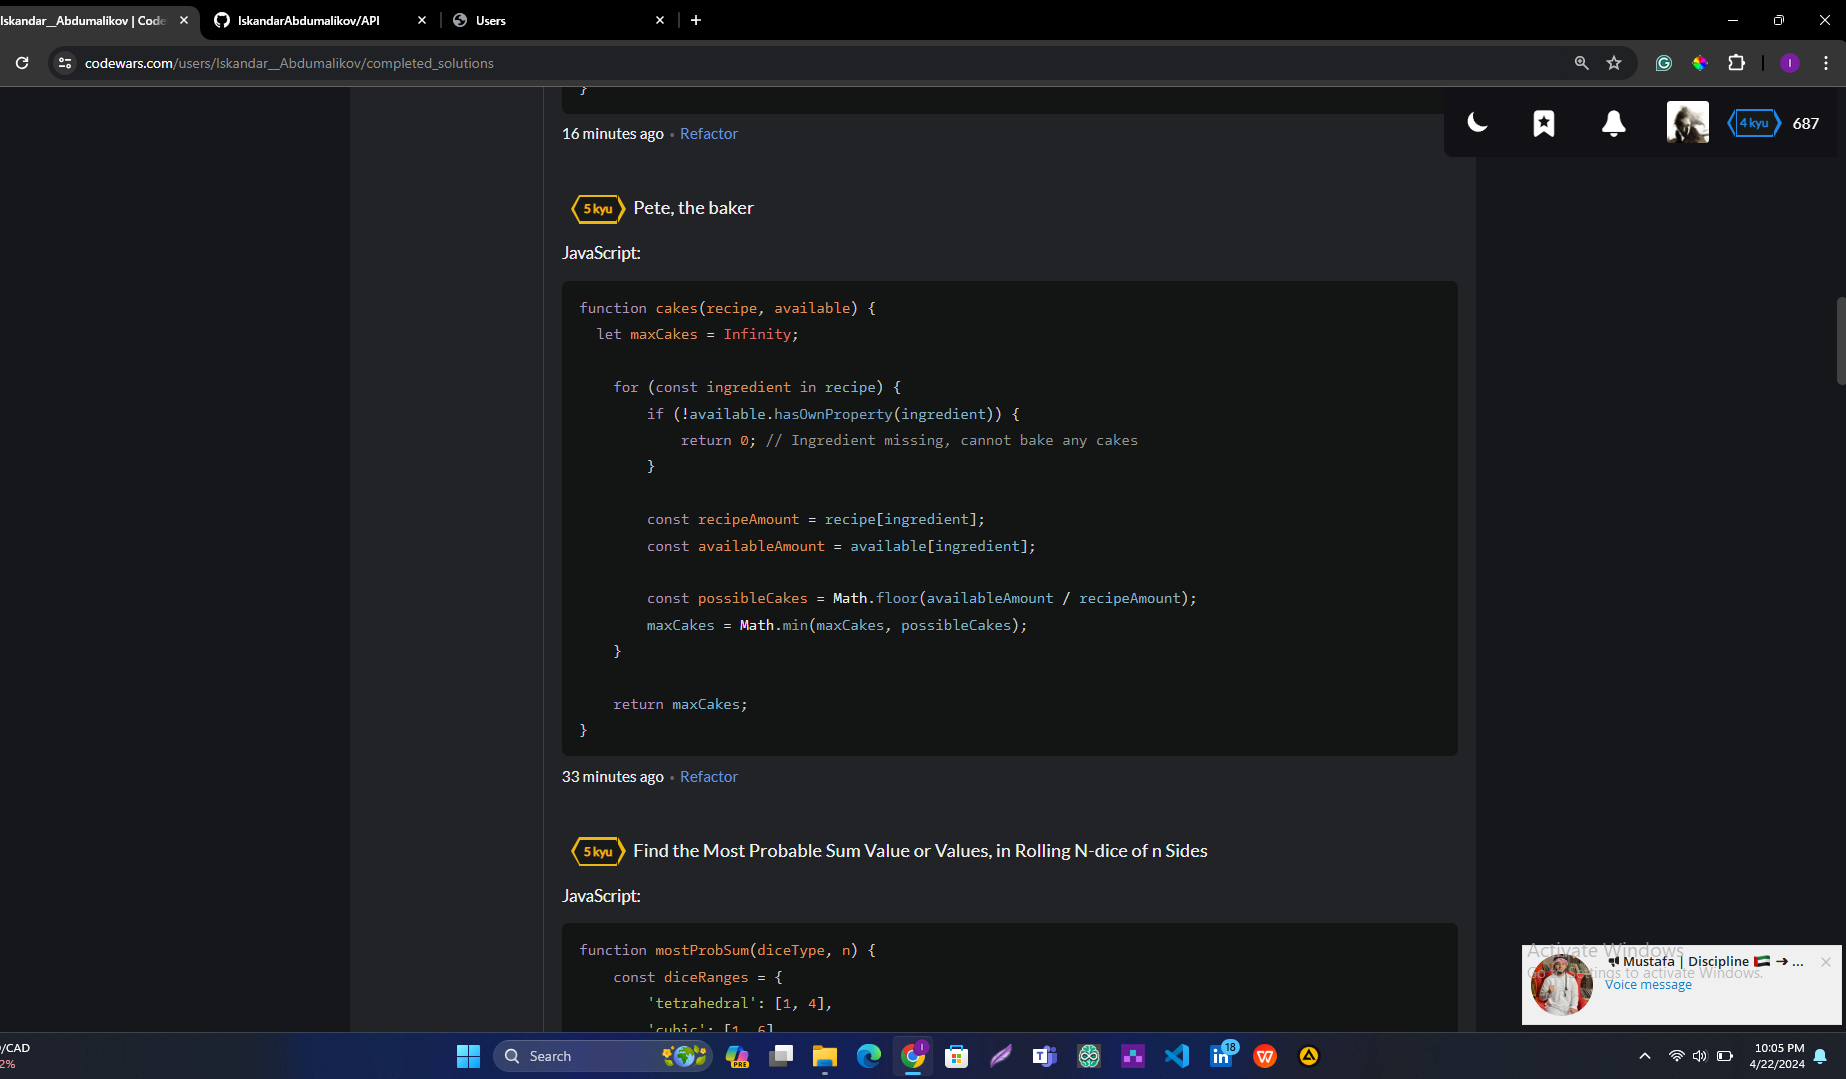 Iskandar__Abdumalikov | Code
IskandarAbdumalikov/API
Users
codewars.com/users/Iskandar__Abdumalikov/completed_solutions
}
4 kyu
687
16 minutes ago • Refactor
5 kyu Pete, the baker
JavaScript:
function cakes(recipe, available) {
let maxCakes = Infinity;
for (const ingredient in recipe) {
if (!available.hasOwnProperty(ingredient)) {
return 0; // Ingredient missing, cannot bake any cakes
}
const recipeAmount = recipe[ingredient];
const availableAmount = available[ingredient];
const possibleCakes = Math.floor(availableAmount / recipeAmount);
maxCakes = Math.min(maxCakes, possibleCakes);
}
return maxCakes;
}
33 minutes ago • Refactor
5 kyu Find the Most Probable Sum Value or Values, in Rolling N-dice of n Sides
JavaScript:
function mostProbSum(diceType, n) {
const diceRanges = {
'tetrahedral': [1, 4],
'cubic': [1, 6]
Activate Windows
Go to Settings to activate Windows.
Mustafa | Discipline 🇦🇪 ➔ ...
Voice message
/CAD
2%
Search
PRE
18
10:05 PM
4/22/2024